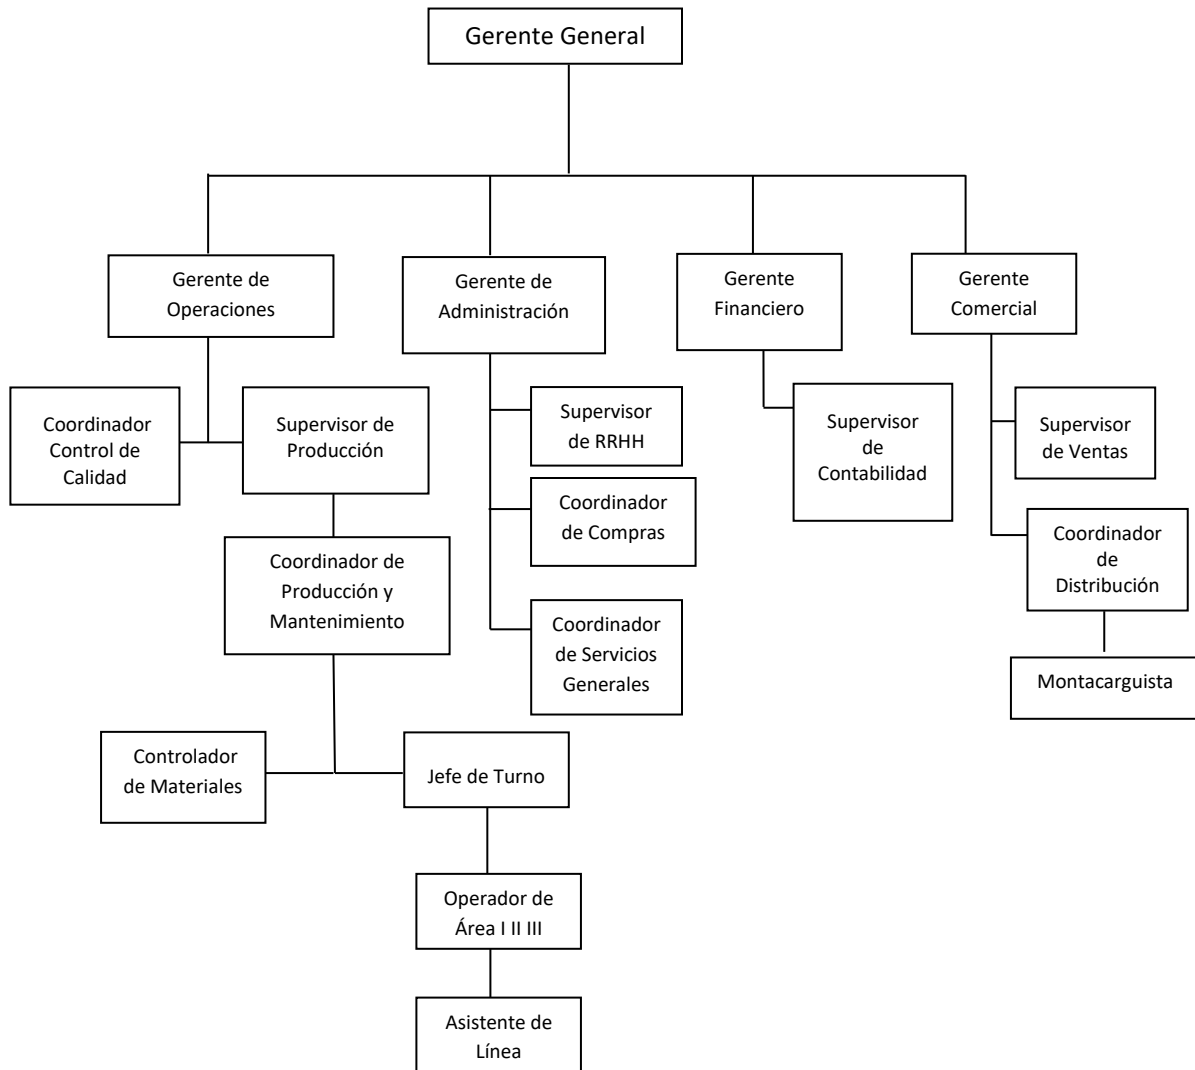 Gerente General
Gerente de
Operaciones
Gerente de
Administración
Gerente
Financiero
Gerente
Comercial
Coordinador
Control de
Calidad
Supervisor de
Producción
Supervisor
de RRHH
Supervisor
de
Contabilidad
Supervisor
de Ventas
Coordinador
de Compras
Coordinador
de
Distribución
Coordinador de
Producción y
Mantenimiento
Coordinador
de Servicios
Generales
Montacarguista
Controlador
de Materiales
Jefe de Turno
Operador de
Área I II III
Asistente de
Línea